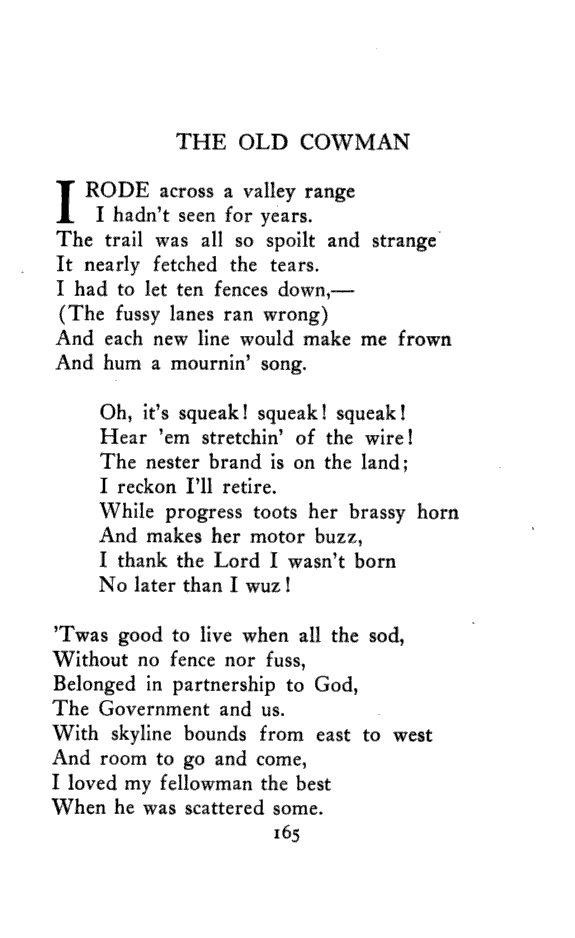 THE OLD COWMAN
I RODE across a valley range
I hadn't seen for years.
The trail was all so spoilt and strange
It nearly fetched the tears.
I had to let ten fences down,—
(The fussy lanes ran wrong)
And each new line would make me frown
And hum a mournin' song.
Oh, it's squeak! squeak! squeak!
Hear 'em stretchin' of the wire!
The nester brand is on the land;
I reckon I'll retire.
While progress toots her brassy horn
And makes her motor buzz,
I thank the Lord I wasn't born
No later than I wuz!
'Twas good to live when all the sod,
Without no fence nor fuss,
Belonged in partnership to God,
The Government and us.
With skyline bounds from east to west
And room to go and come,
I loved my fellowman the best
When he was scattered some.
165